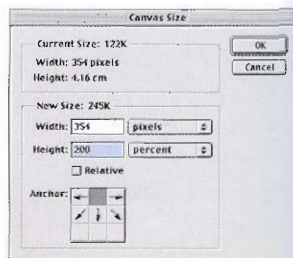 Canvas Size
Current Size: 122K
Width: 354 pixels
Height: 4.16 cm
OK
Cancel
New Size: 245K
Width: 354 pixels
Height: 200 percent
Relative
Anchor: